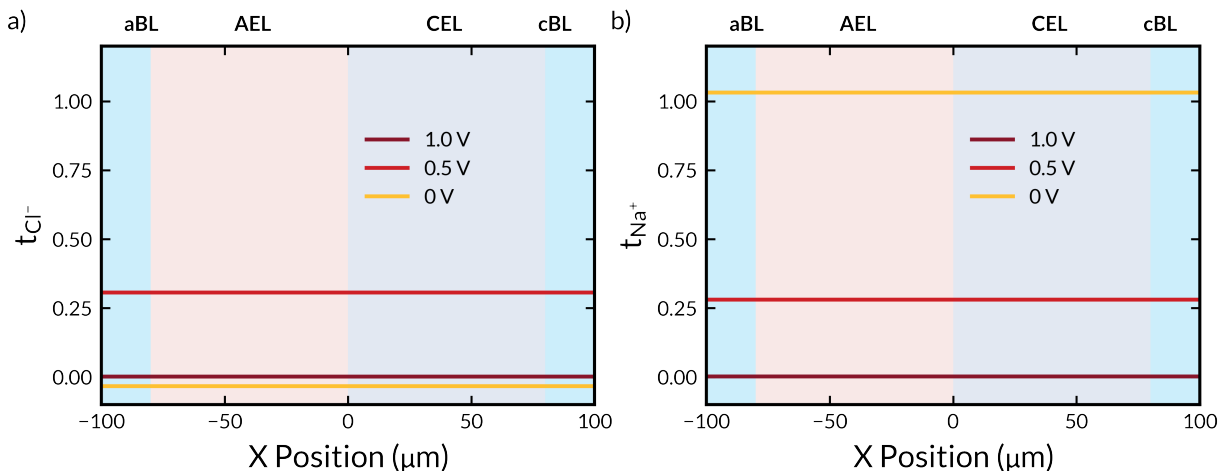 a)
aBL AEL CEL cBL
1.00
0.75
0.50
0.25
0.00
t_Cl⁻
1.0 V
0.5 V
0 V
−100 −50 0 50 100
X Position (μm)
b)
aBL AEL CEL cBL
1.00
0.75
0.50
0.25
0.00
t_Na⁺
1.0 V
0.5 V
0 V
−100 −50 0 50 100
X Position (μm)